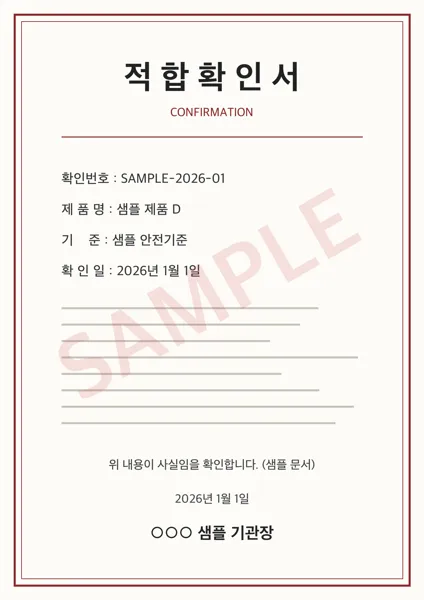 적합확인서
CONFIRMATION
확인번호 : SAMPLE-2026-01
제 품 명 : 샘플 제품 D
기 준 : 샘플 안전기준
확 인 일 : 2026년 1월 1일
SAMPLE
위 내용이 사실임을 확인합니다. (샘플 문서)
2026년 1월 1일
○○○ 샘플 기관장